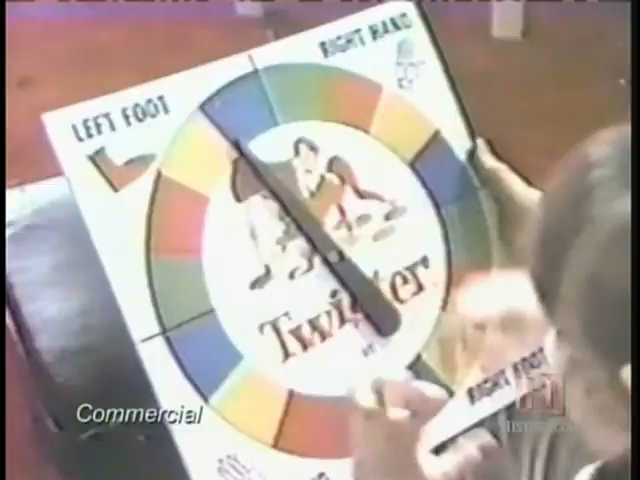 LEFT FOOT
RIGHT HAND
Twister
RIGHT FOOT
Commercial